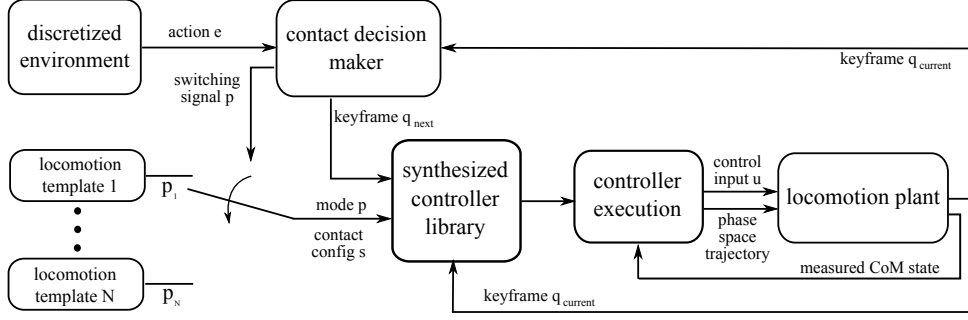 discretized
environment
action e
contact decision
maker
keyframe q current
switching
signal p
keyframe q next
locomotion
template 1
p 1
mode p
contact
config s
synthesized
controller
library
controller
execution
control
input u
phase
space
trajectory
locomotion plant
measured CoM state
locomotion
template N
p N
keyframe q current